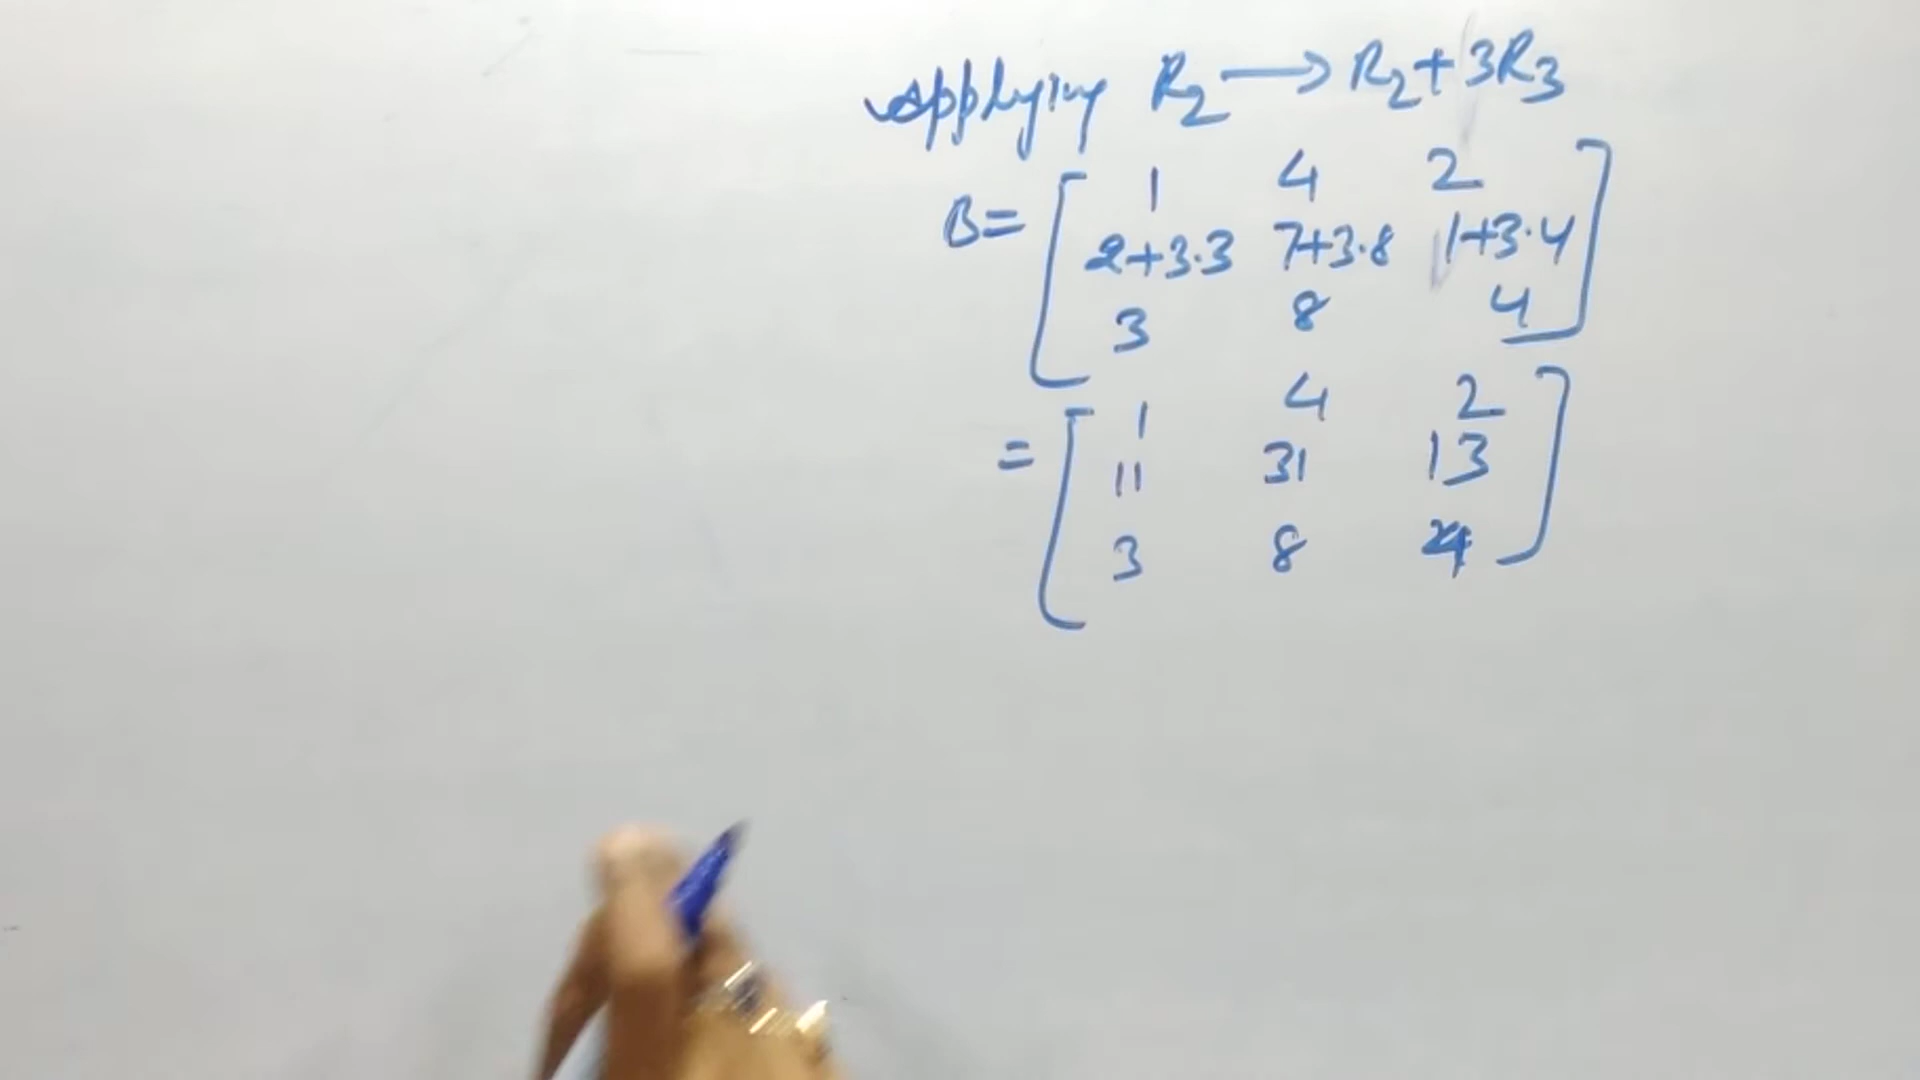 Applying R₂ → R₂ + 3R₃
B = [ 1 4 2
2+3·3 7+3·8 1+3·4
3 8 4 ]
= [ 1 4 2
11 31 13
3 8 4 ]